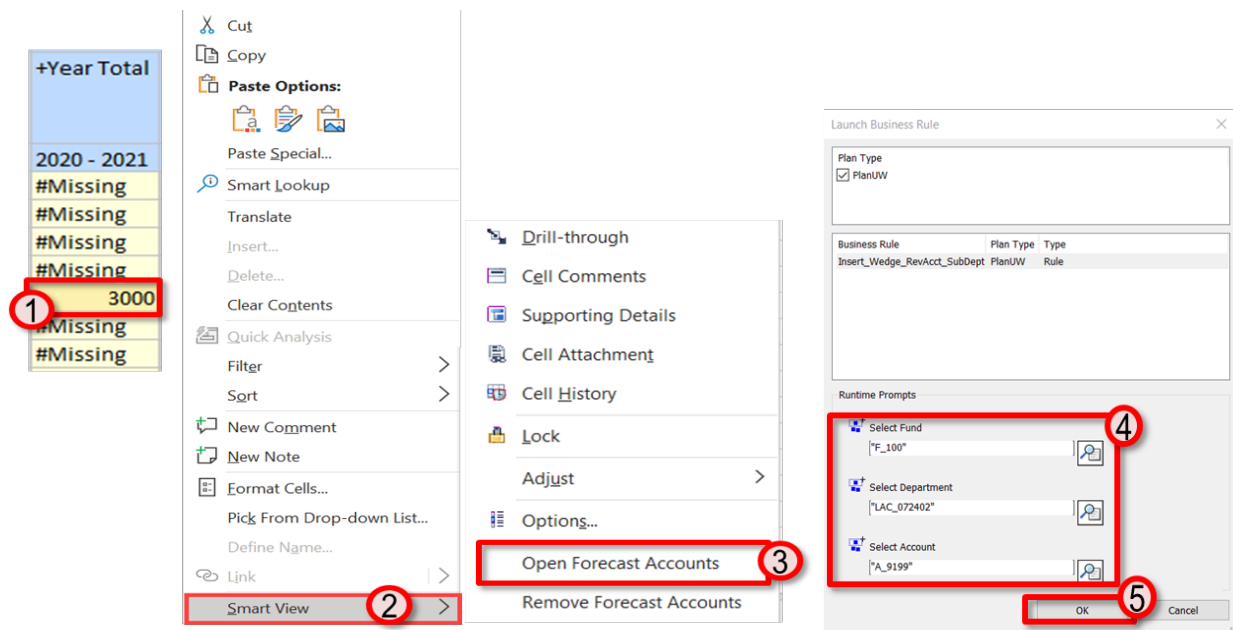 +Year Total
2020 - 2021
#Missing
#Missing
#Missing
#Missing
3000
1
#Missing
#Missing
Cut
Copy
Paste Options:
Paste Special...
Smart Lookup
Translate
Insert...
Delete...
Clear Contents
Quick Analysis
Filter
Sort
New Comment
New Note
Format Cells...
Pick From Drop-down List...
Define Name...
Link
Smart View
2
Drill-through
Cell Comments
Supporting Details
Cell Attachment
Cell History
Lock
Adjust
Options...
Open Forecast Accounts
3
Remove Forecast Accounts
Launch Business Rule
Plan Type
PlanUW
Business Rule Plan Type Type
Insert_Wedge_RevAcct_SubDept PlanUW Rule
Runtime Prompts
4
Select Fund
"F_100"
Select Department
"LAC_072402"
Select Account
"A_9199"
OK 5 Cancel